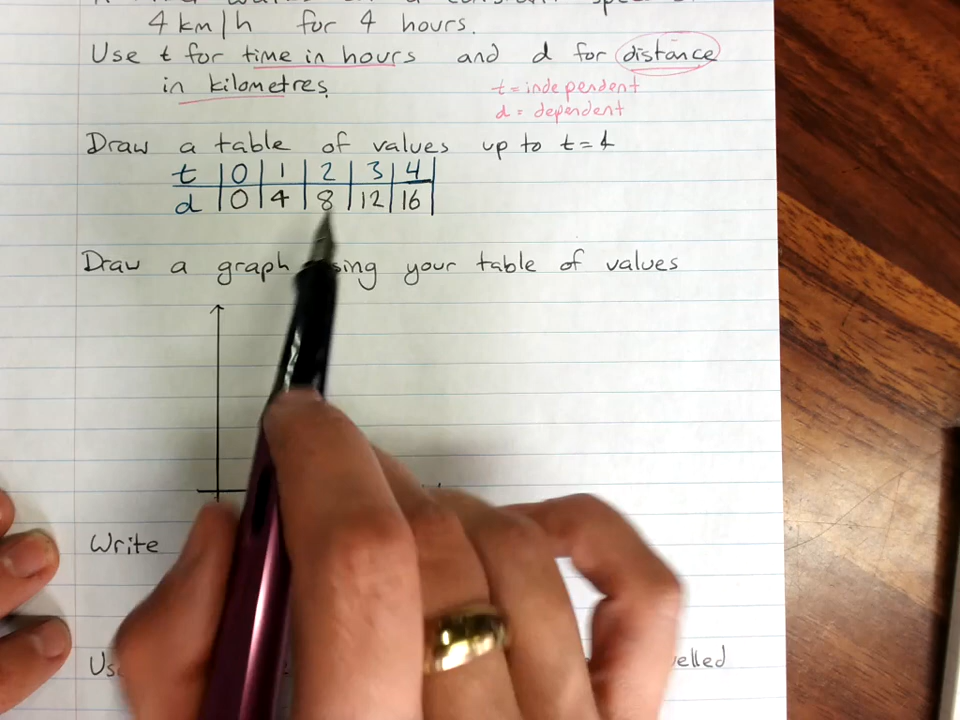 4 km/h for 4 hours.
Use t for time in hours and d for distance
in kilometres.
t = independent
d = dependent
Draw a table of values up to t = 4
t | 0 | 1 | 2 | 3 | 4 |
d | 0 | 4 | 8 | 12 | 16 |
Draw a graph using your table of values
Write